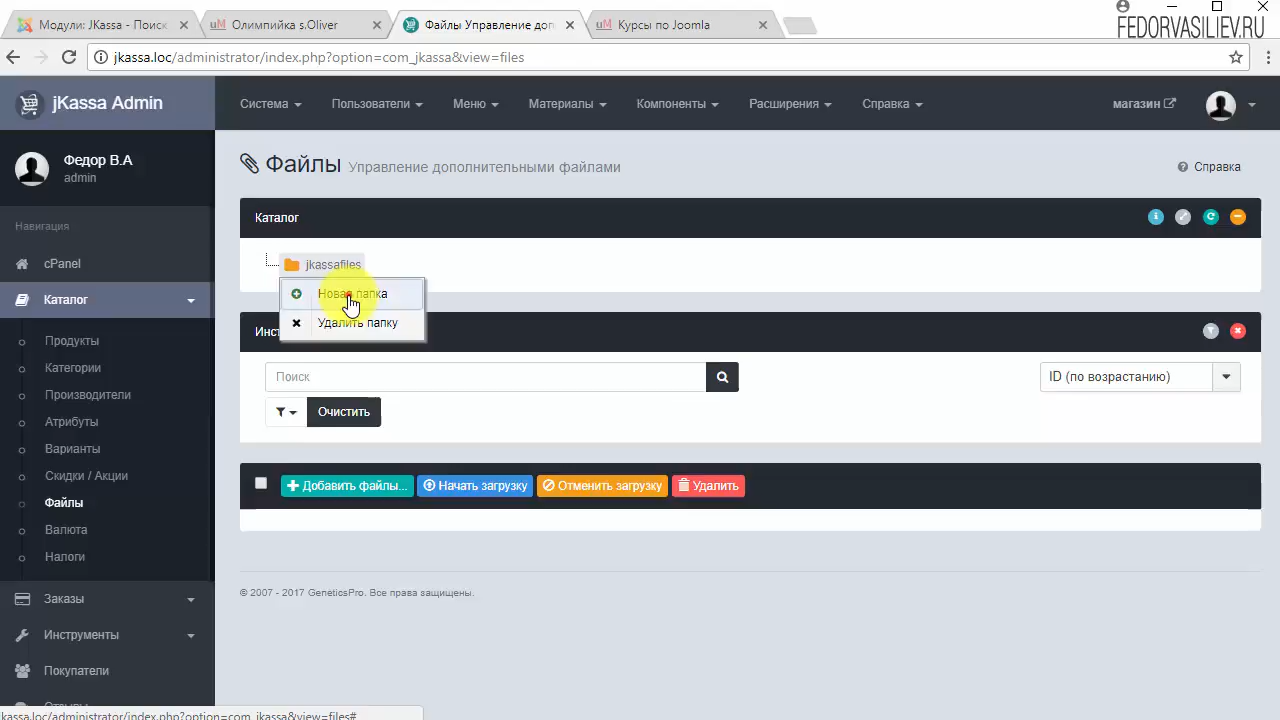 Модули: JKassa - Поиск
Олимпийка s.Oliver
Файлы Управление доп
Курсы по Joomla
FEDORVASILIEV.RU
jkassa.loc/administrator/index.php?option=com_jkassa&view=files
jKassa Admin
Система
Пользователи
Меню
Материалы
Компоненты
Расширения
Справка
магазин
Федор В.А
admin
Файлы Управление дополнительными файлами
Справка
Навигация
Каталог
cPanel
jkassafiles
Каталог
Новая папка
Удалить папку
Продукты
Категории
Поиск
ID (по возрастанию)
Производители
Очистить
Атрибуты
Варианты
Скидки / Акции
Добавить файлы...
Начать загрузку
Отменить загрузку
Удалить
Файлы
Валюта
Налоги
© 2007 - 2017 GeneticsPro. Все права защищены.
Заказы
Инструменты
Покупатели
jkassa.loc/administrator/index.php?option=com_jkassa&view=files#